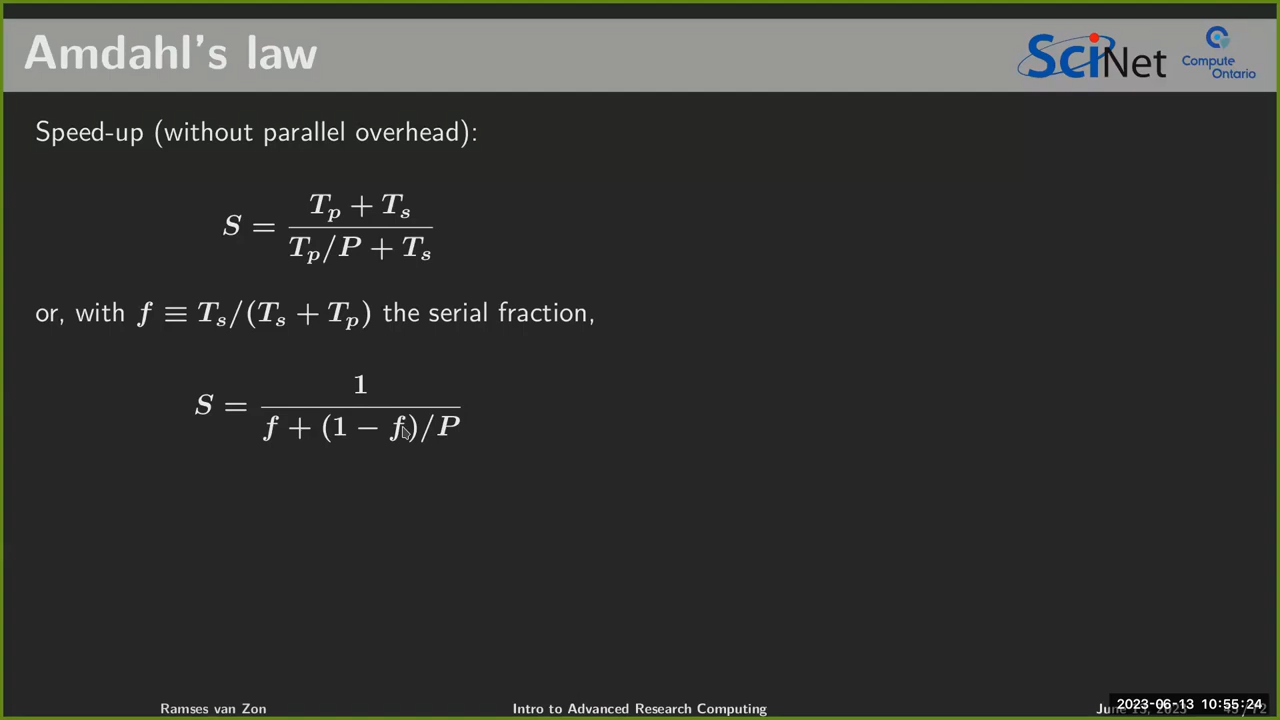 Amdahl's law
SciNet
Compute
Ontario
Speed-up (without parallel overhead):
S = \frac{T_p + T_s}{T_p/P + T_s}
or, with f ≡ T_s/(T_s + T_p) the serial fraction,
S = \frac{1}{f + (1 − f)/P}
Ramses van Zon
Intro to Advanced Research Computing
2023-06-13 10:55:24